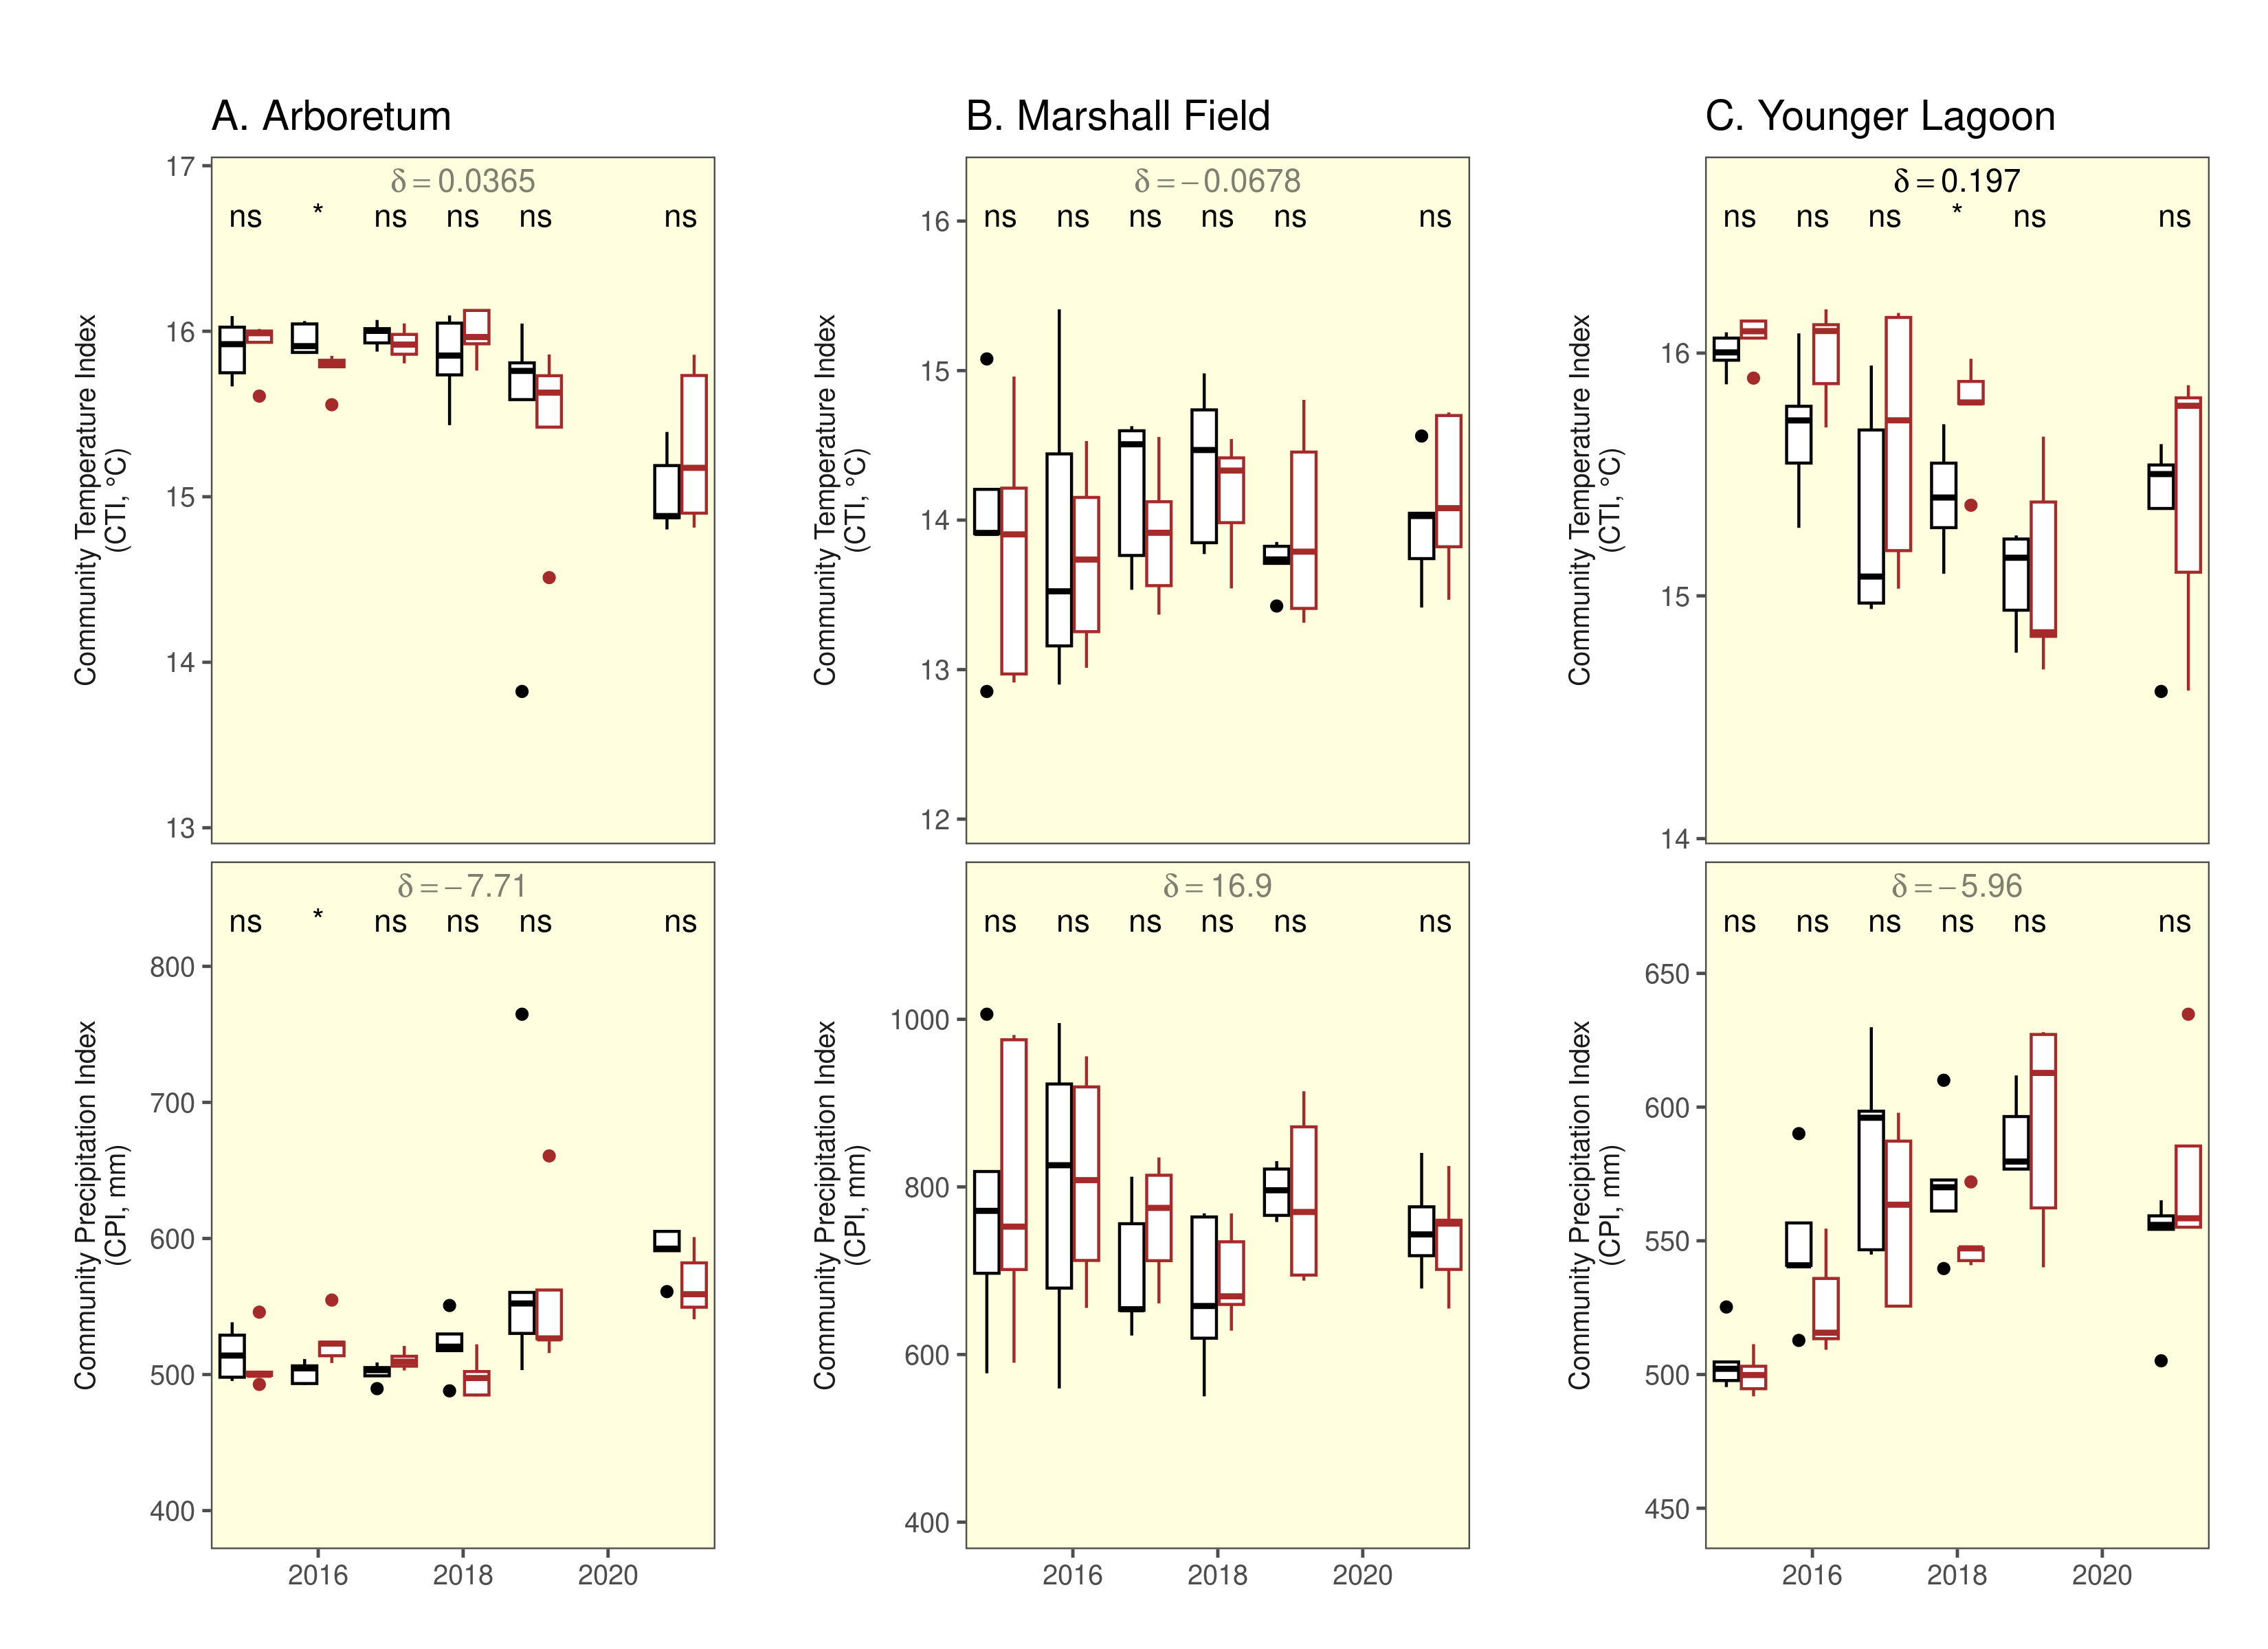 A. Arboretum
B. Marshall Field
C. Younger Lagoon
Community Temperature Index
(CTI, °C)
17
16
15
14
13
δ = 0.0365
ns * ns ns ns ns
Community Temperature Index
(CTI, °C)
16
15
14
13
12
δ = −0.0678
ns ns ns ns ns ns
Community Temperature Index
(CTI, °C)
16
15
14
δ = 0.197
ns ns ns * ns ns
Community Precipitation Index
(CPI, mm)
800
700
600
500
400
δ = −7.71
ns * ns ns ns ns
2016 2018 2020
Community Precipitation Index
(CPI, mm)
1000
800
600
400
δ = 16.9
ns ns ns ns ns ns
2016 2018 2020
Community Precipitation Index
(CPI, mm)
650
600
550
500
450
δ = −5.96
ns ns ns ns ns ns
2016 2018 2020